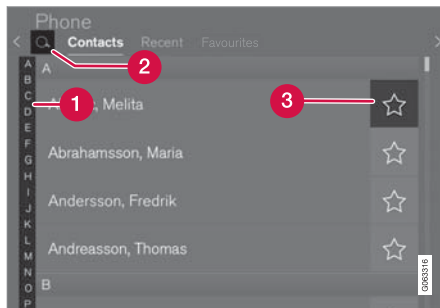 Phone
Contacts Recent Favourites
2
A
A
B
C
D
E
F
G
H
I
J
K
L
M
N
O
P
1
Melita
3
Abrahamsson, Maria
Andersson, Fredrik
Andreasson, Thomas
B
G063316